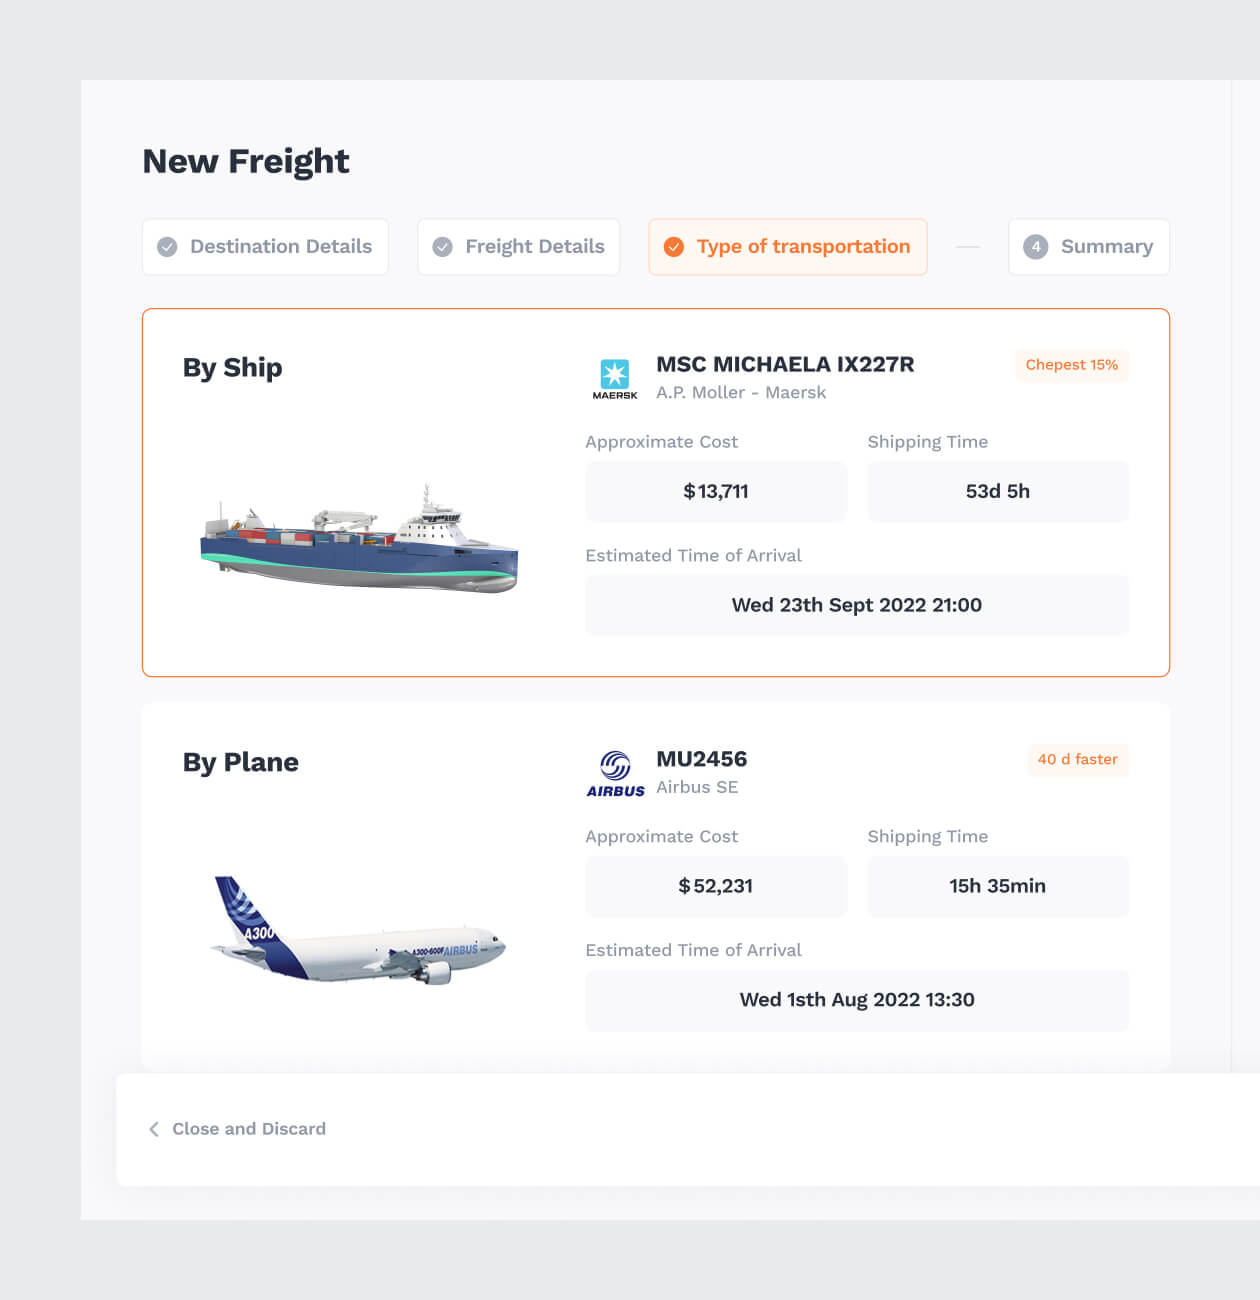 New Freight
Destination Details
Freight Details
Type of transportation
4 Summary
By Ship
MAERSK
MSC MICHAELA IX227R
A.P. Moller - Maersk
Chepest 15%
Approximate Cost
Shipping Time
$13,711
53d 5h
Estimated Time of Arrival
Wed 23th Sept 2022 21:00
By Plane
AIRBUS
MU2456
Airbus SE
40 d faster
Approximate Cost
Shipping Time
$52,231
15h 35min
A300
A300-600F AIRBUS
Estimated Time of Arrival
Wed 1sth Aug 2022 13:30
Close and Discard